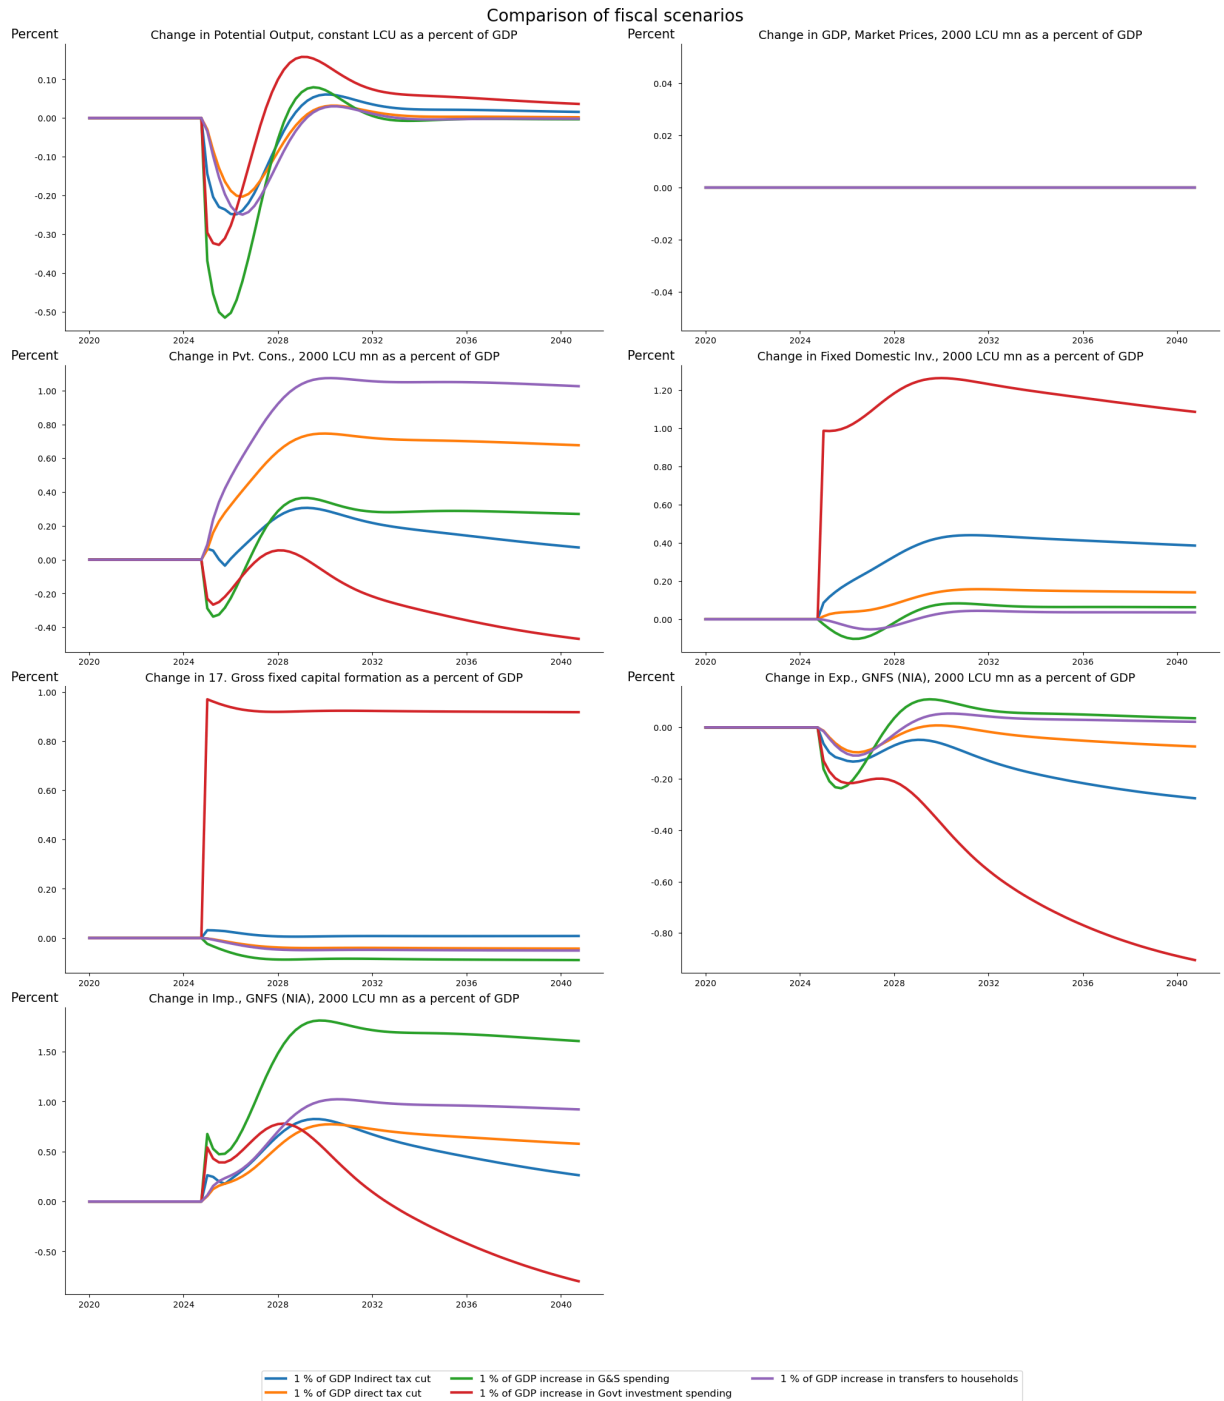 Comparison of fiscal scenarios
Percent
Change in Potential Output, constant LCU as a percent of GDP
0.10
0.00
-0.10
-0.20
-0.30
-0.40
-0.50
2020 2024 2028 2032 2036 2040
Percent
Change in GDP, Market Prices, 2000 LCU mn as a percent of GDP
0.04
0.02
0.00
-0.02
-0.04
2020 2024 2028 2032 2036 2040
Percent
Change in Pvt. Cons., 2000 LCU mn as a percent of GDP
1.00
0.80
0.60
0.40
0.20
0.00
-0.20
-0.40
2020 2024 2028 2032 2036 2040
Percent
Change in Fixed Domestic Inv., 2000 LCU mn as a percent of GDP
1.20
1.00
0.80
0.60
0.40
0.20
0.00
2020 2024 2028 2032 2036 2040
Percent
Change in 17. Gross fixed capital formation as a percent of GDP
1.00
0.80
0.60
0.40
0.20
0.00
2020 2024 2028 2032 2036 2040
Percent
Change in Exp., GNFS (NIA), 2000 LCU mn as a percent of GDP
0.00
-0.20
-0.40
-0.60
-0.80
2020 2024 2028 2032 2036 2040
Percent
Change in Imp., GNFS (NIA), 2000 LCU mn as a percent of GDP
1.50
1.00
0.50
0.00
-0.50
2020 2024 2028 2032 2036 2040
1 % of GDP Indirect tax cut
1 % of GDP direct tax cut
1 % of GDP increase in G&S spending
1 % of GDP increase in Govt investment spending
1 % of GDP increase in transfers to households